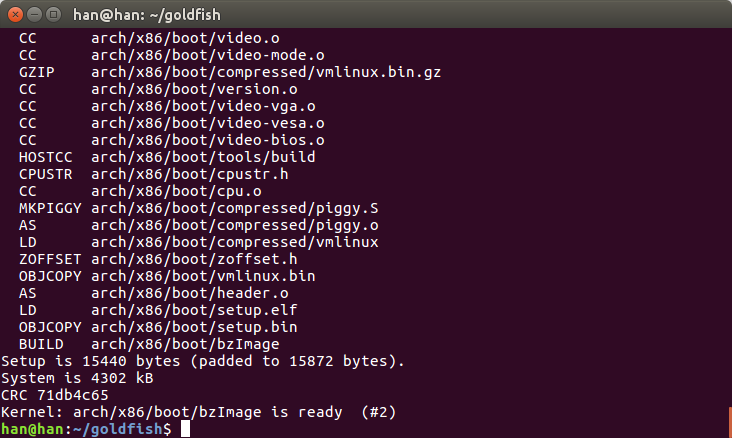 han@han: ~/goldfish
  CC      arch/x86/boot/video.o
  CC      arch/x86/boot/video-mode.o
  GZIP    arch/x86/boot/compressed/vmlinux.bin.gz
  CC      arch/x86/boot/version.o
  CC      arch/x86/boot/video-vga.o
  CC      arch/x86/boot/video-vesa.o
  CC      arch/x86/boot/video-bios.o
  HOSTCC  arch/x86/boot/tools/build
  CPUSTR  arch/x86/boot/cpustr.h
  CC      arch/x86/boot/cpu.o
  MKPIGGY arch/x86/boot/compressed/piggy.S
  AS      arch/x86/boot/compressed/piggy.o
  LD      arch/x86/boot/compressed/vmlinux
  ZOFFSET arch/x86/boot/zoffset.h
  OBJCOPY arch/x86/boot/vmlinux.bin
  AS      arch/x86/boot/header.o
  LD      arch/x86/boot/setup.elf
  OBJCOPY arch/x86/boot/setup.bin
  BUILD   arch/x86/boot/bzImage
Setup is 15440 bytes (padded to 15872 bytes).
System is 4302 kB
CRC 71db4c65
Kernel: arch/x86/boot/bzImage is ready  (#2)
han@han:~/goldfish$